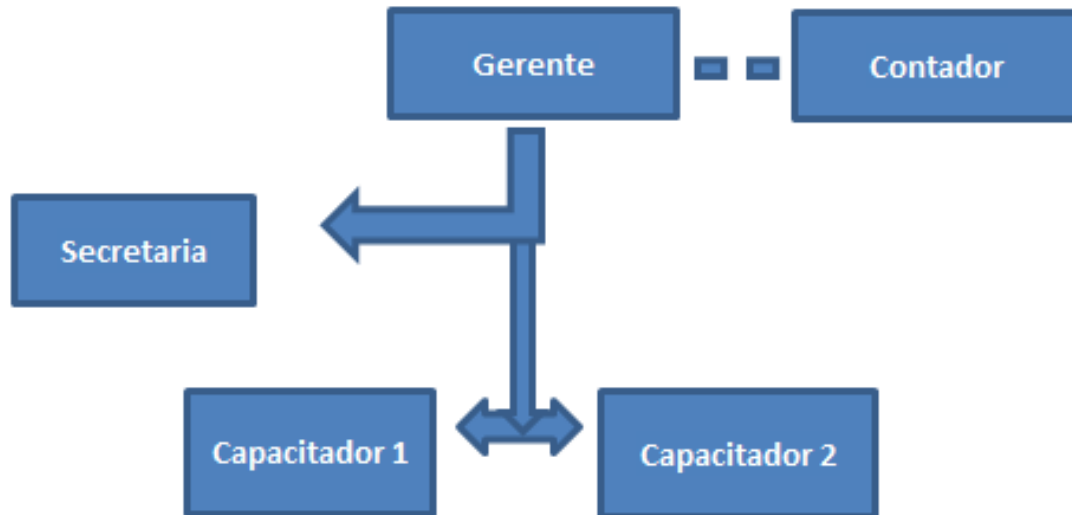 Gerente
Contador
Secretaria
Capacitador 1
Capacitador 2